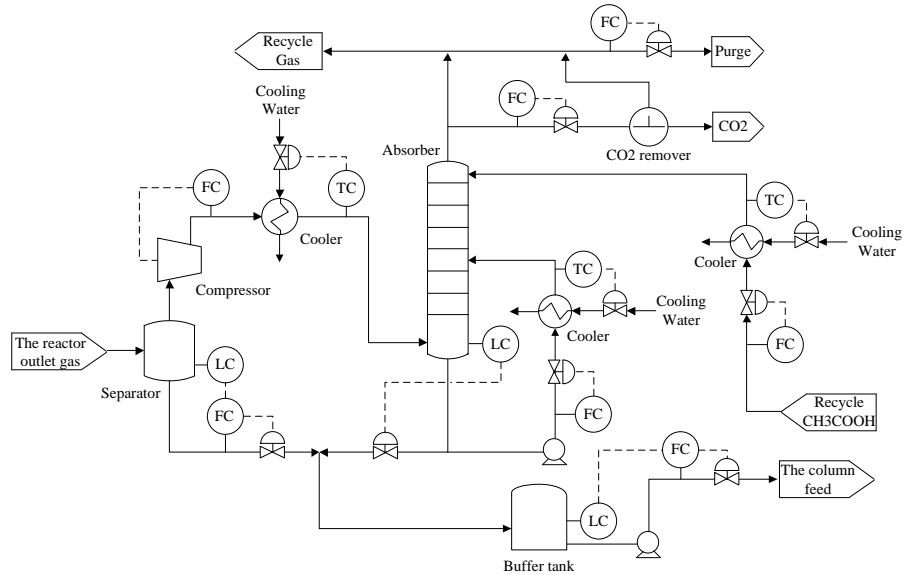 FC
Recycle
Gas
Purge
Cooling
Water
FC
CO2
Absorber
CO2 remover
FC
TC
TC
Cooler
Cooling
Water
Cooler
Compressor
TC
Cooling
Water
Cooler
The reactor
outlet gas
LC
LC
FC
Separator
FC
FC
Recycle
CH3COOH
FC
The column
feed
LC
Buffer tank